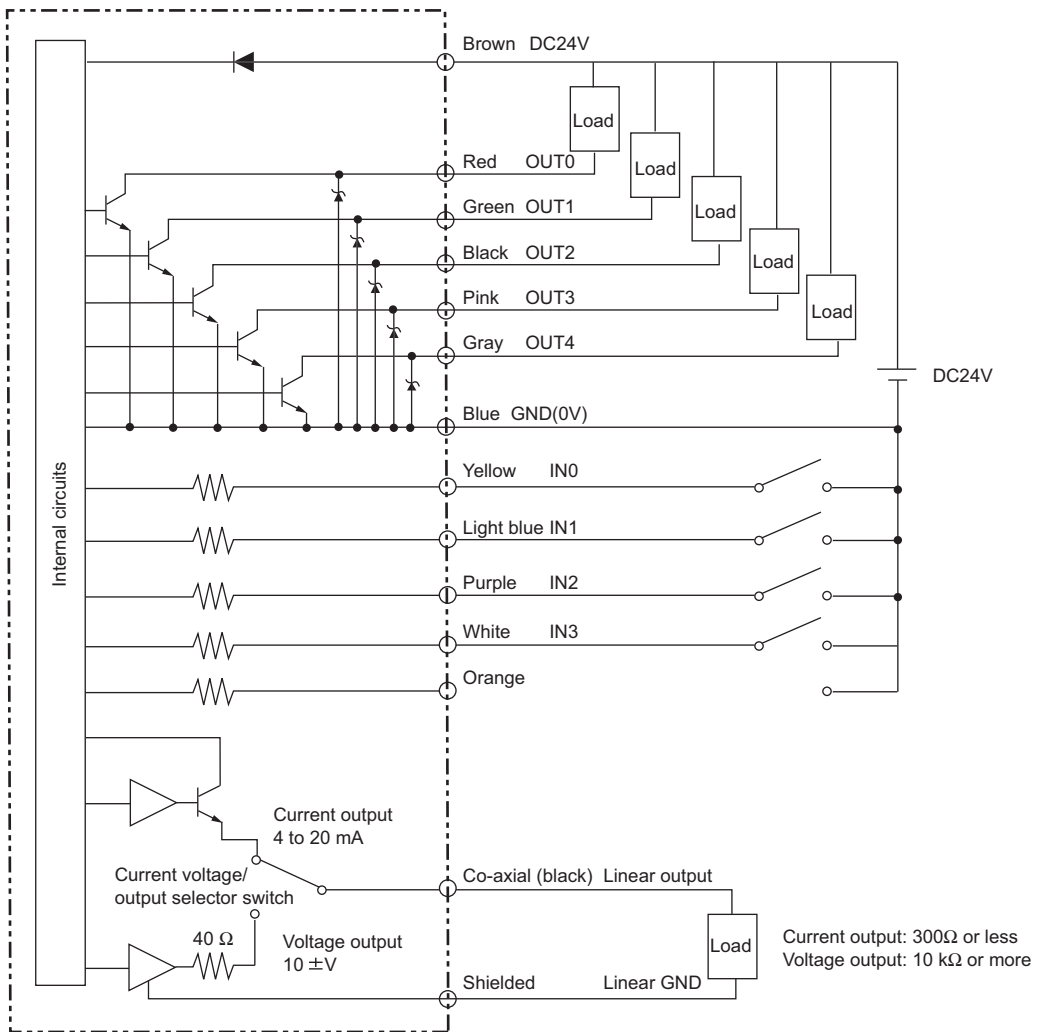 Brown DC24V
Load
Red OUT0
Load
Green OUT1
Load
Black OUT2
Load
Pink OUT3
Load
Gray OUT4
DC24V
Blue GND(0V)
Internal circuits
Yellow IN0
Light blue IN1
Purple IN2
White IN3
Orange
Current output
4 to 20 mA
Current voltage/
output selector switch
Co-axial (black) Linear output
40 Ω
Voltage output
10 ±V
Load
Current output: 300Ω or less
Voltage output: 10 kΩ or more
Shielded Linear GND